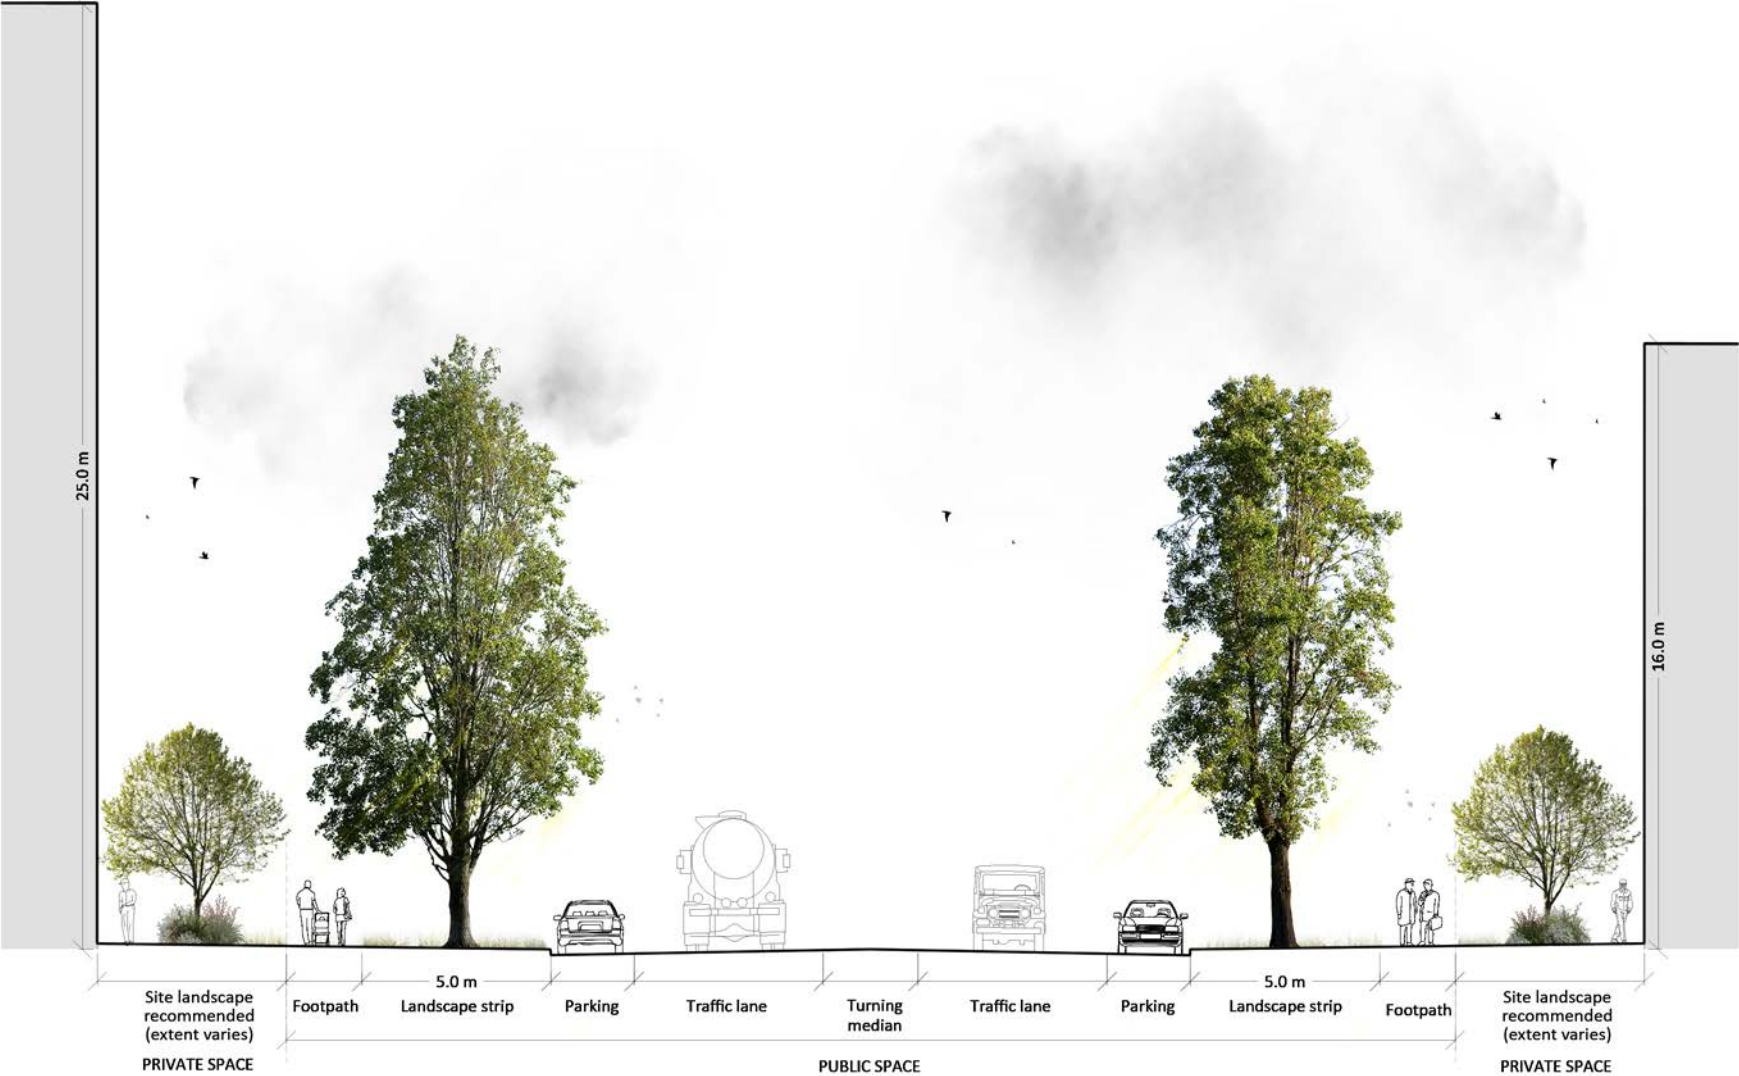 25.0 m
16.0 m
5.0 m
5.0 m
Site landscape
recommended
(extent varies)
Footpath
Landscape strip
Parking
Traffic lane
Turning
median
Traffic lane
Parking
Landscape strip
Footpath
Site landscape
recommended
(extent varies)
PRIVATE SPACE
PUBLIC SPACE
PRIVATE SPACE